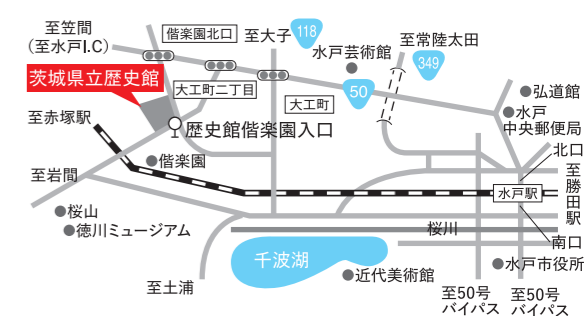 至笠間
(至水戸I.C)
偕楽園北口
至大子
118
水戸芸術館
至常陸太田
349
茨城県立歴史館
大工町二丁目
大工町
50
弘道館
水戸
中央郵便局
至赤塚駅
歴史館偕楽園入口
北口
偕楽園
至岩間
至勝田駅
水戸駅
桜山
徳川ミュージアム
桜川
南口
千波湖
近代美術館
水戸市役所
至土浦
至50号
バイパス
至50号
バイパス